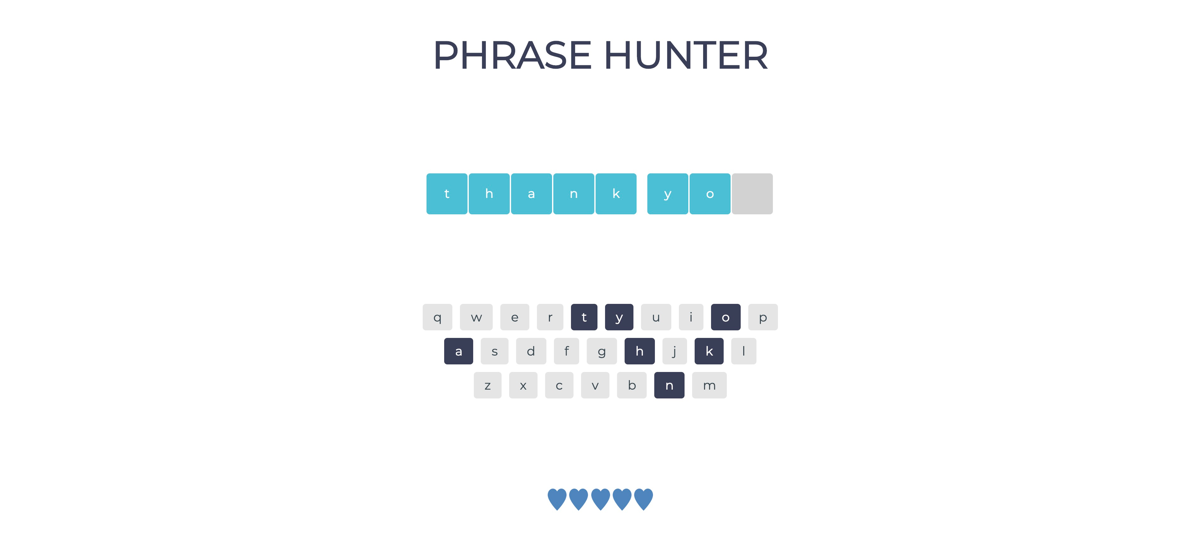 PHRASE HUNTER
t h a n k y o
q w e r t y u i o p
a s d f g h j k l
z x c v b n m